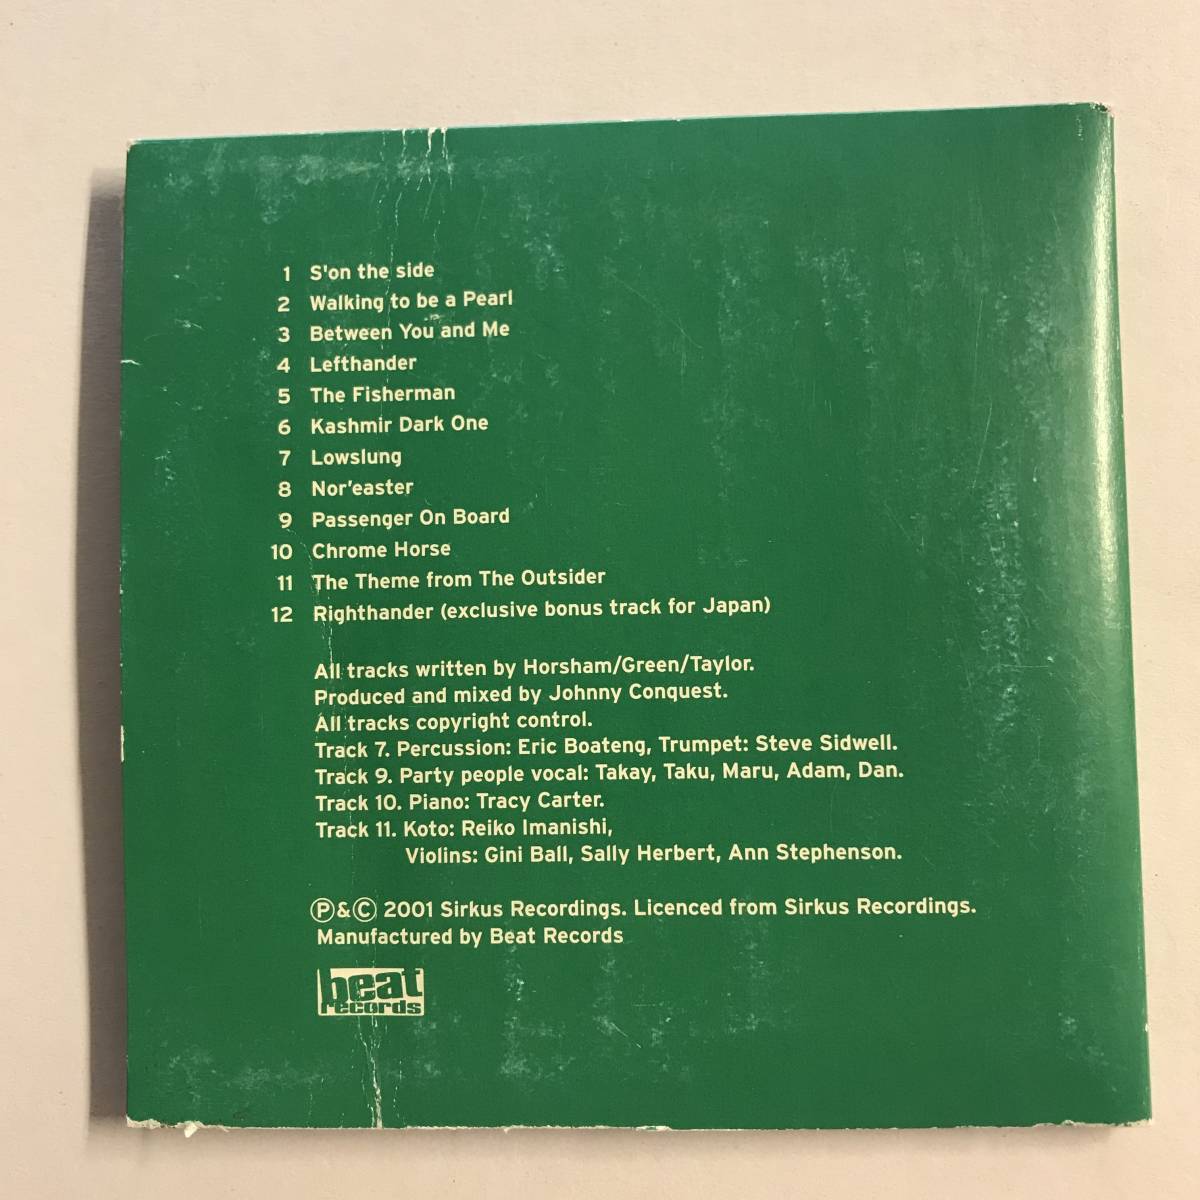 1 S'on the side
2 Walking to be a Pearl
3 Between You and Me
4 Lefthander
5 The Fisherman
6 Kashmir Dark One
7 Lowslung
8 Nor'easter
9 Passenger On Board
10 Chrome Horse
11 The Theme from The Outsider
12 Righthander (exclusive bonus track for Japan)
All tracks written by Horsham/Green/Taylor.
Produced and mixed by Johnny Conquest.
All tracks copyright control.
Track 7. Percussion: Eric Boateng, Trumpet: Steve Sidwell.
Track 9. Party people vocal: Takay, Taku, Maru, Adam, Dan.
Track 10. Piano: Tracy Carter.
Track 11. Koto: Reiko Imanishi,
Violins: Gini Ball, Sally Herbert, Ann Stephenson.
Ⓟ&Ⓒ 2001 Sirkus Recordings. Licenced from Sirkus Recordings.
Manufactured by Beat Records
beat
records